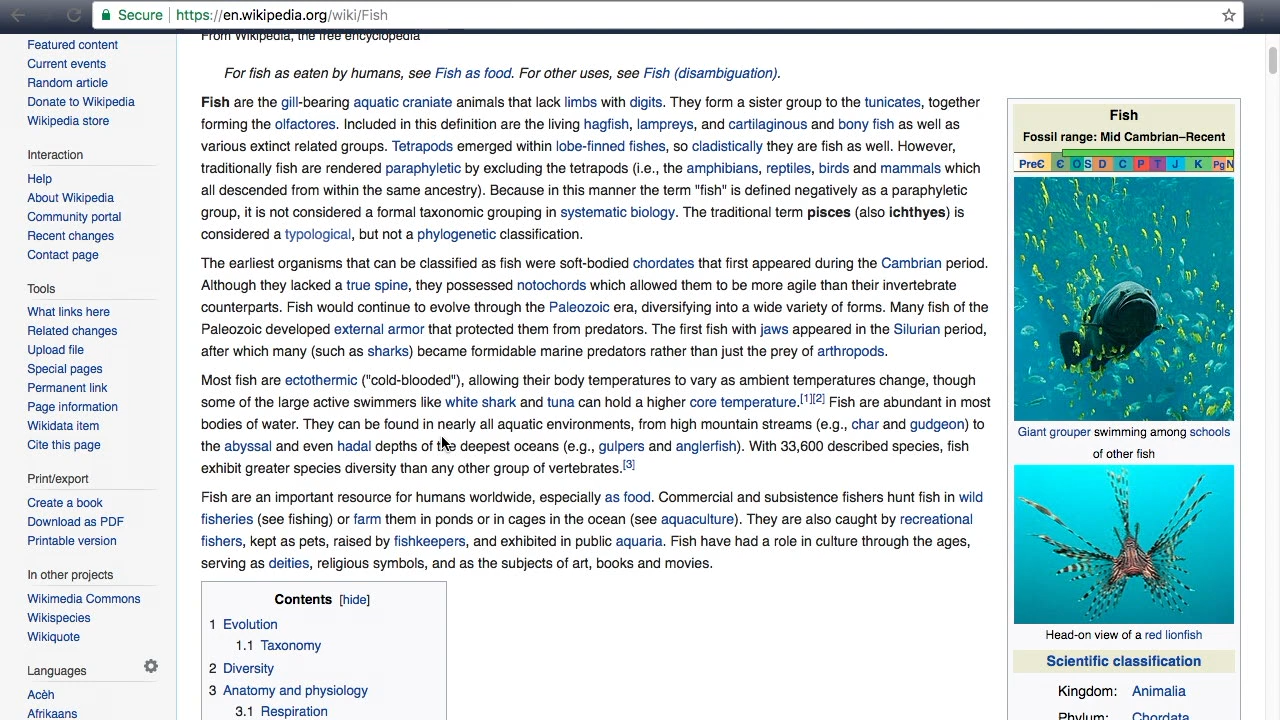 Secure | https://en.wikipedia.org/wiki/Fish
Featured content
Current events
Random article
Donate to Wikipedia
Wikipedia store
Interaction
Help
About Wikipedia
Community portal
Recent changes
Contact page
Tools
What links here
Related changes
Upload file
Special pages
Permanent link
Page information
Wikidata item
Cite this page
Print/export
Create a book
Download as PDF
Printable version
In other projects
Wikimedia Commons
Wikispecies
Wikiquote
Languages
Acèh
Afrikaans
From Wikipedia, the free encyclopedia
For fish as eaten by humans, see Fish as food. For other uses, see Fish (disambiguation).
Fish are the gill-bearing aquatic craniate animals that lack limbs with digits. They form a sister group to the tunicates, together
forming the olfactores. Included in this definition are the living hagfish, lampreys, and cartilaginous and bony fish as well as
various extinct related groups. Tetrapods emerged within lobe-finned fishes, so cladistically they are fish as well. However,
traditionally fish are rendered paraphyletic by excluding the tetrapods (i.e., the amphibians, reptiles, birds and mammals which
all descended from within the same ancestry). Because in this manner the term "fish" is defined negatively as a paraphyletic
group, it is not considered a formal taxonomic grouping in systematic biology. The traditional term pisces (also ichthyes) is
considered a typological, but not a phylogenetic classification.
The earliest organisms that can be classified as fish were soft-bodied chordates that first appeared during the Cambrian period.
Although they lacked a true spine, they possessed notochords which allowed them to be more agile than their invertebrate
counterparts. Fish would continue to evolve through the Paleozoic era, diversifying into a wide variety of forms. Many fish of the
Paleozoic developed external armor that protected them from predators. The first fish with jaws appeared in the Silurian period,
after which many (such as sharks) became formidable marine predators rather than just the prey of arthropods.
Most fish are ectothermic ("cold-blooded"), allowing their body temperatures to vary as ambient temperatures change, though
some of the large active swimmers like white shark and tuna can hold a higher core temperature.[1][2] Fish are abundant in most
bodies of water. They can be found in nearly all aquatic environments, from high mountain streams (e.g., char and gudgeon) to
the abyssal and even hadal depths of the deepest oceans (e.g., gulpers and anglerfish). With 33,600 described species, fish
exhibit greater species diversity than any other group of vertebrates.[3]
Fish are an important resource for humans worldwide, especially as food. Commercial and subsistence fishers hunt fish in wild
fisheries (see fishing) or farm them in ponds or in cages in the ocean (see aquaculture). They are also caught by recreational
fishers, kept as pets, raised by fishkeepers, and exhibited in public aquaria. Fish have had a role in culture through the ages,
serving as deities, religious symbols, and as the subjects of art, books and movies.
Contents [hide]
1 Evolution
1.1 Taxonomy
2 Diversity
3 Anatomy and physiology
3.1 Respiration
Fish
Fossil range: Mid Cambrian–Recent
PreЄ Є O S D C P T J K Pg N
Giant grouper swimming among schools
of other fish
Head-on view of a red lionfish
Scientific classification
Kingdom: Animalia
Phylum: Chordata